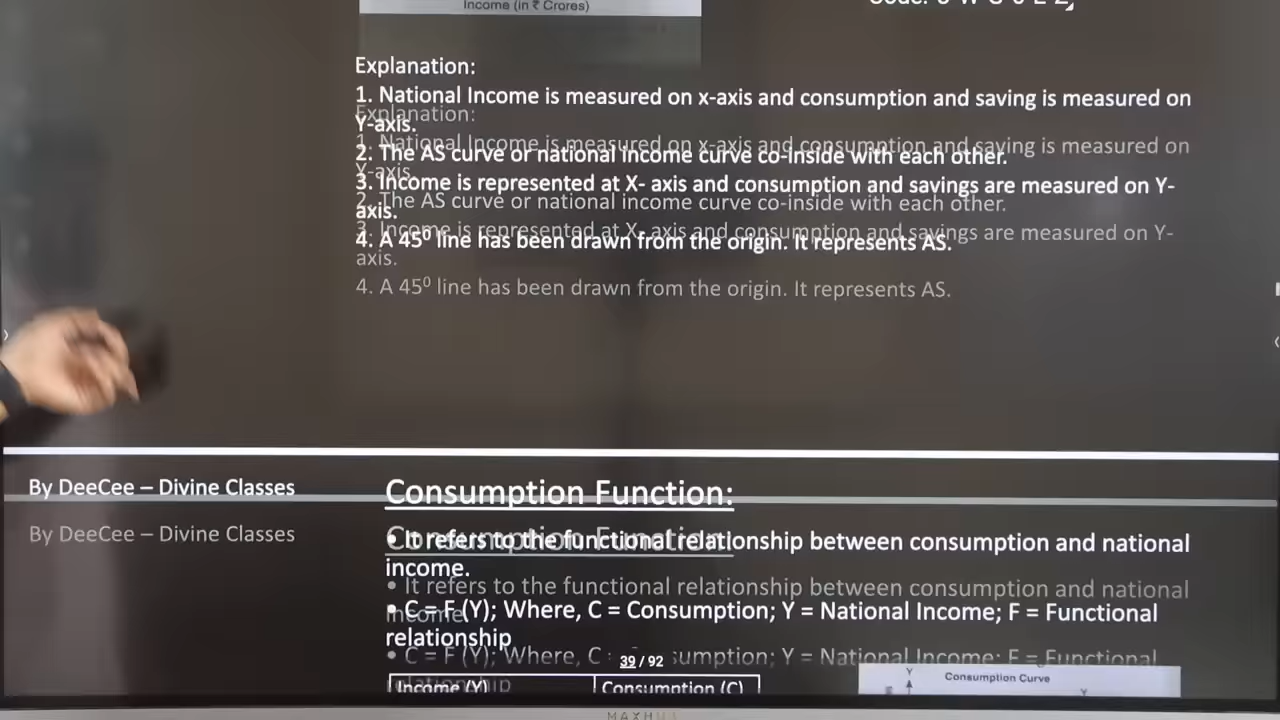 Income (in ₹ Crores)
Explanation:
1. National Income is measured on x-axis and consumption and saving is measured on
Y-axis.
2. The AS curve or national income curve co-inside with each other.
3. Income is represented at X- axis and consumption and savings are measured on Y-
axis.
4. A 45⁰ line has been drawn from the origin. It represents AS.
By DeeCee – Divine Classes
Consumption Function:
• It refers to the functional relationship between consumption and national
income.
• C = F (Y); Where, C = Consumption; Y = National Income; F = Functional
relationship
39 / 92
Income (Y) Consumption (C)
Y Consumption Curve
Y
MAXHUB